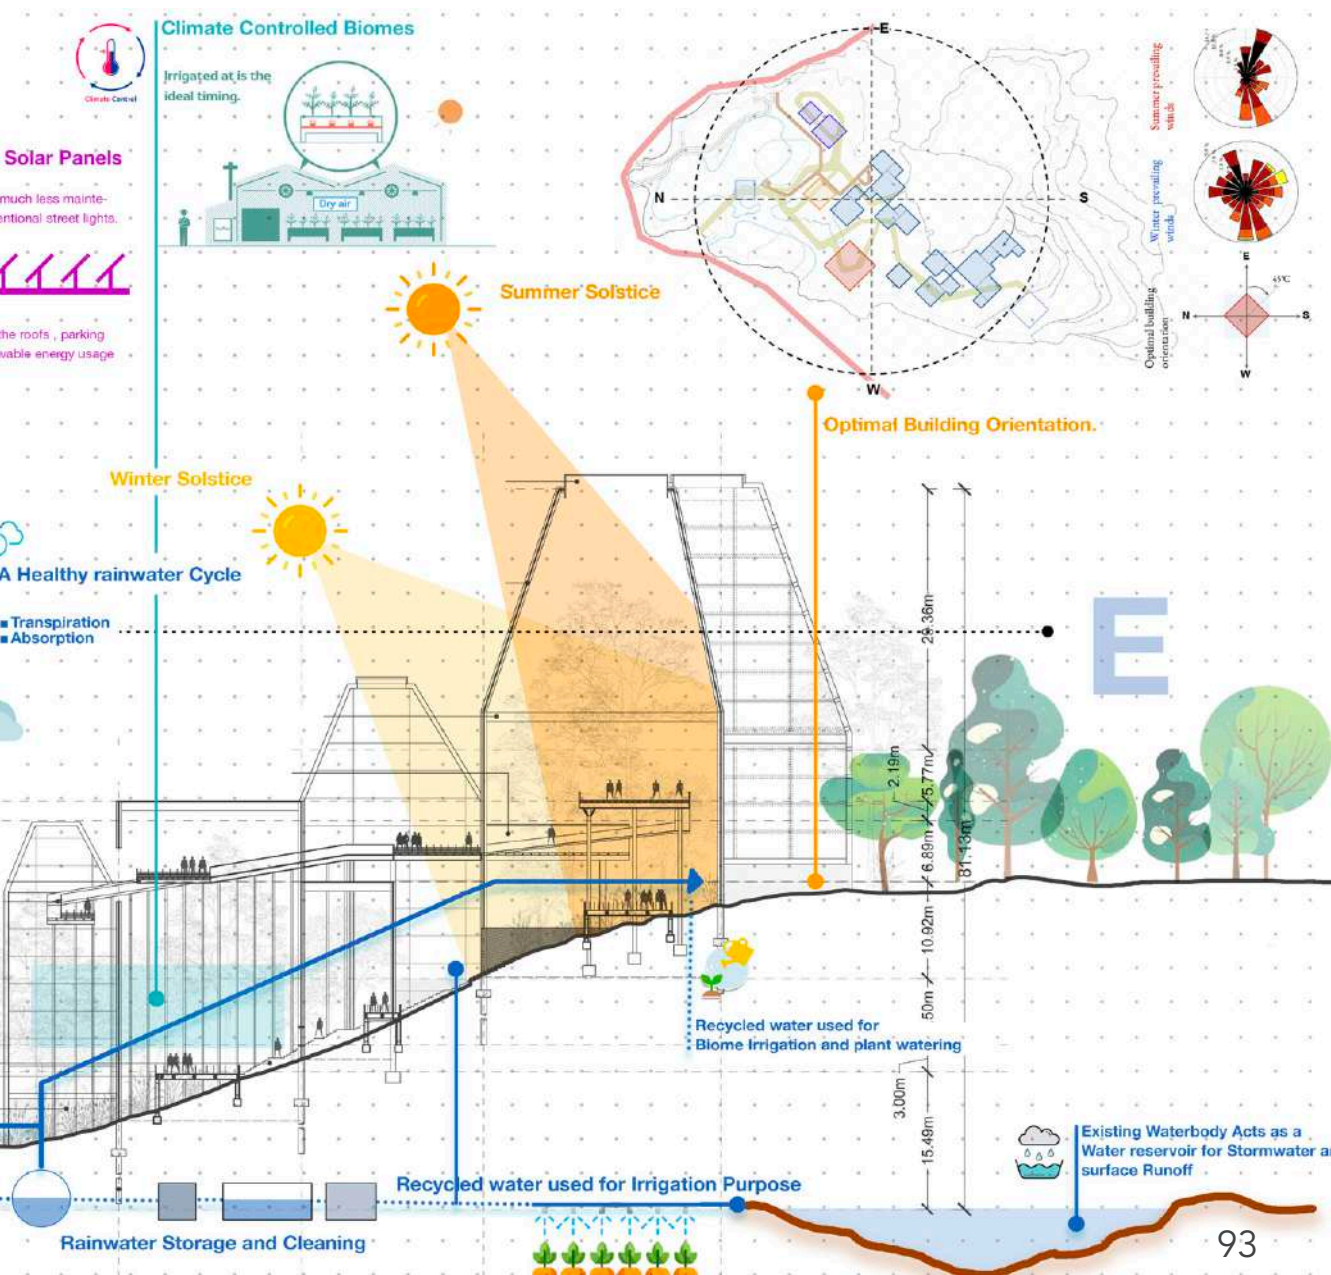 Climate Controlled Biomes
Irrigated at is the
ideal timing.
Climate Control
Dry air
Solar Panels
much less mainte-
entional street lights.
the roofs , parking
wable energy usage
Summer Solstice
Winter Solstice
E
N
S
W
Summer prevailing
winds
Winter prevailing
winds
Optimal building
orientation
E
45°C
N
S
W
Optimal Building Orientation.
A Healthy rainwater Cycle
Transpiration
Absorption
E
2.19m
5.77m
6.89m
81.13m
10.92m
.50m
3.00m
15.49m
Recycled water used for
Biome Irrigation and plant watering
Existing Waterbody Acts as a
Water reservoir for Stormwater
surface Runoff
Recycled water used for Irrigation Purpose
Rainwater Storage and Cleaning
93